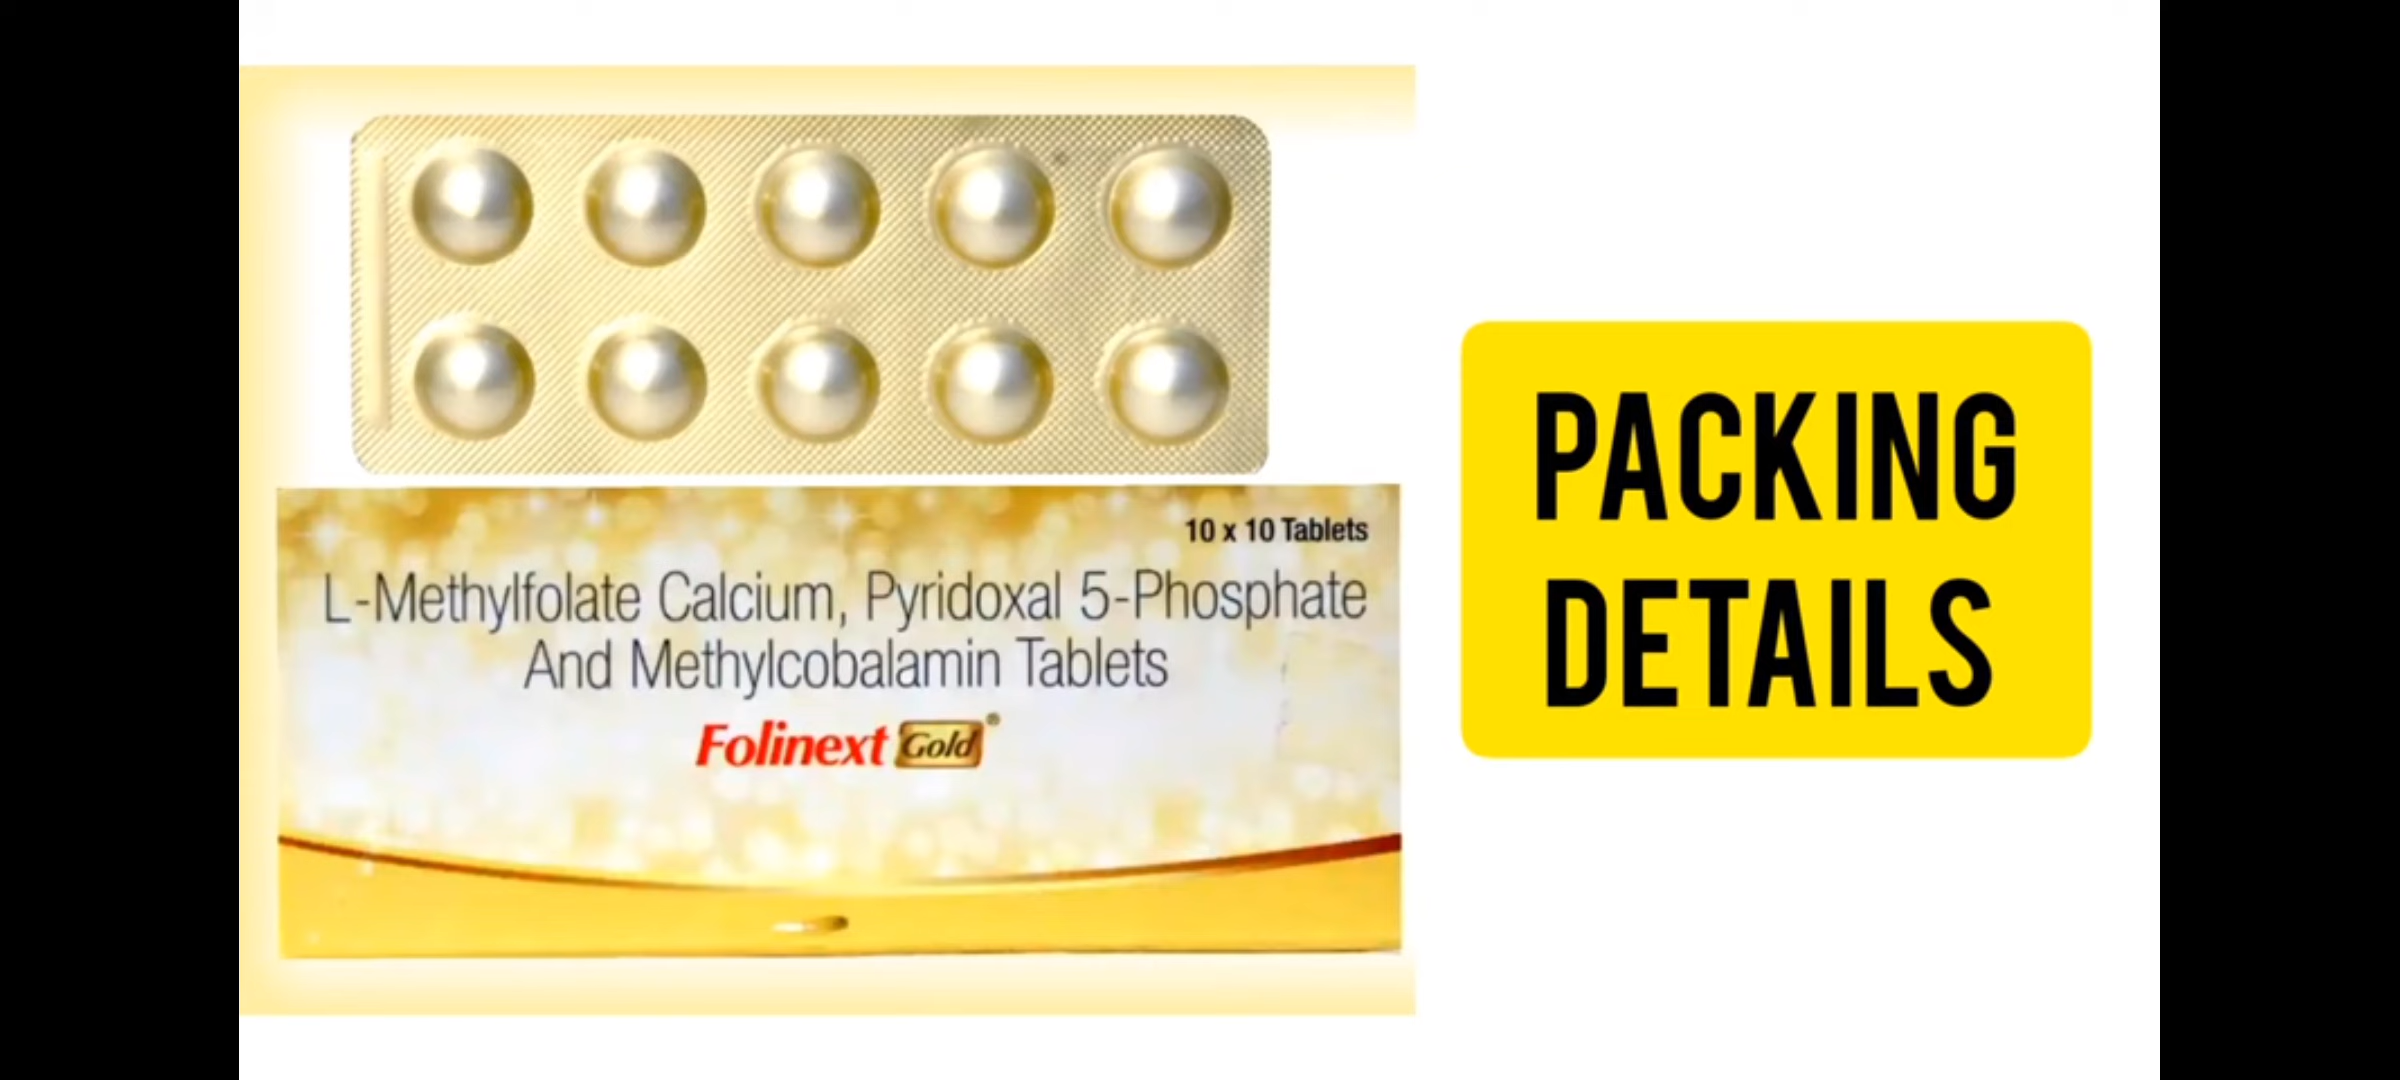 10 x 10 Tablets
L-Methylfolate Calcium, Pyridoxal 5-Phosphate
And Methylcobalamin Tablets
Folinext Gold®
PACKING
DETAILS